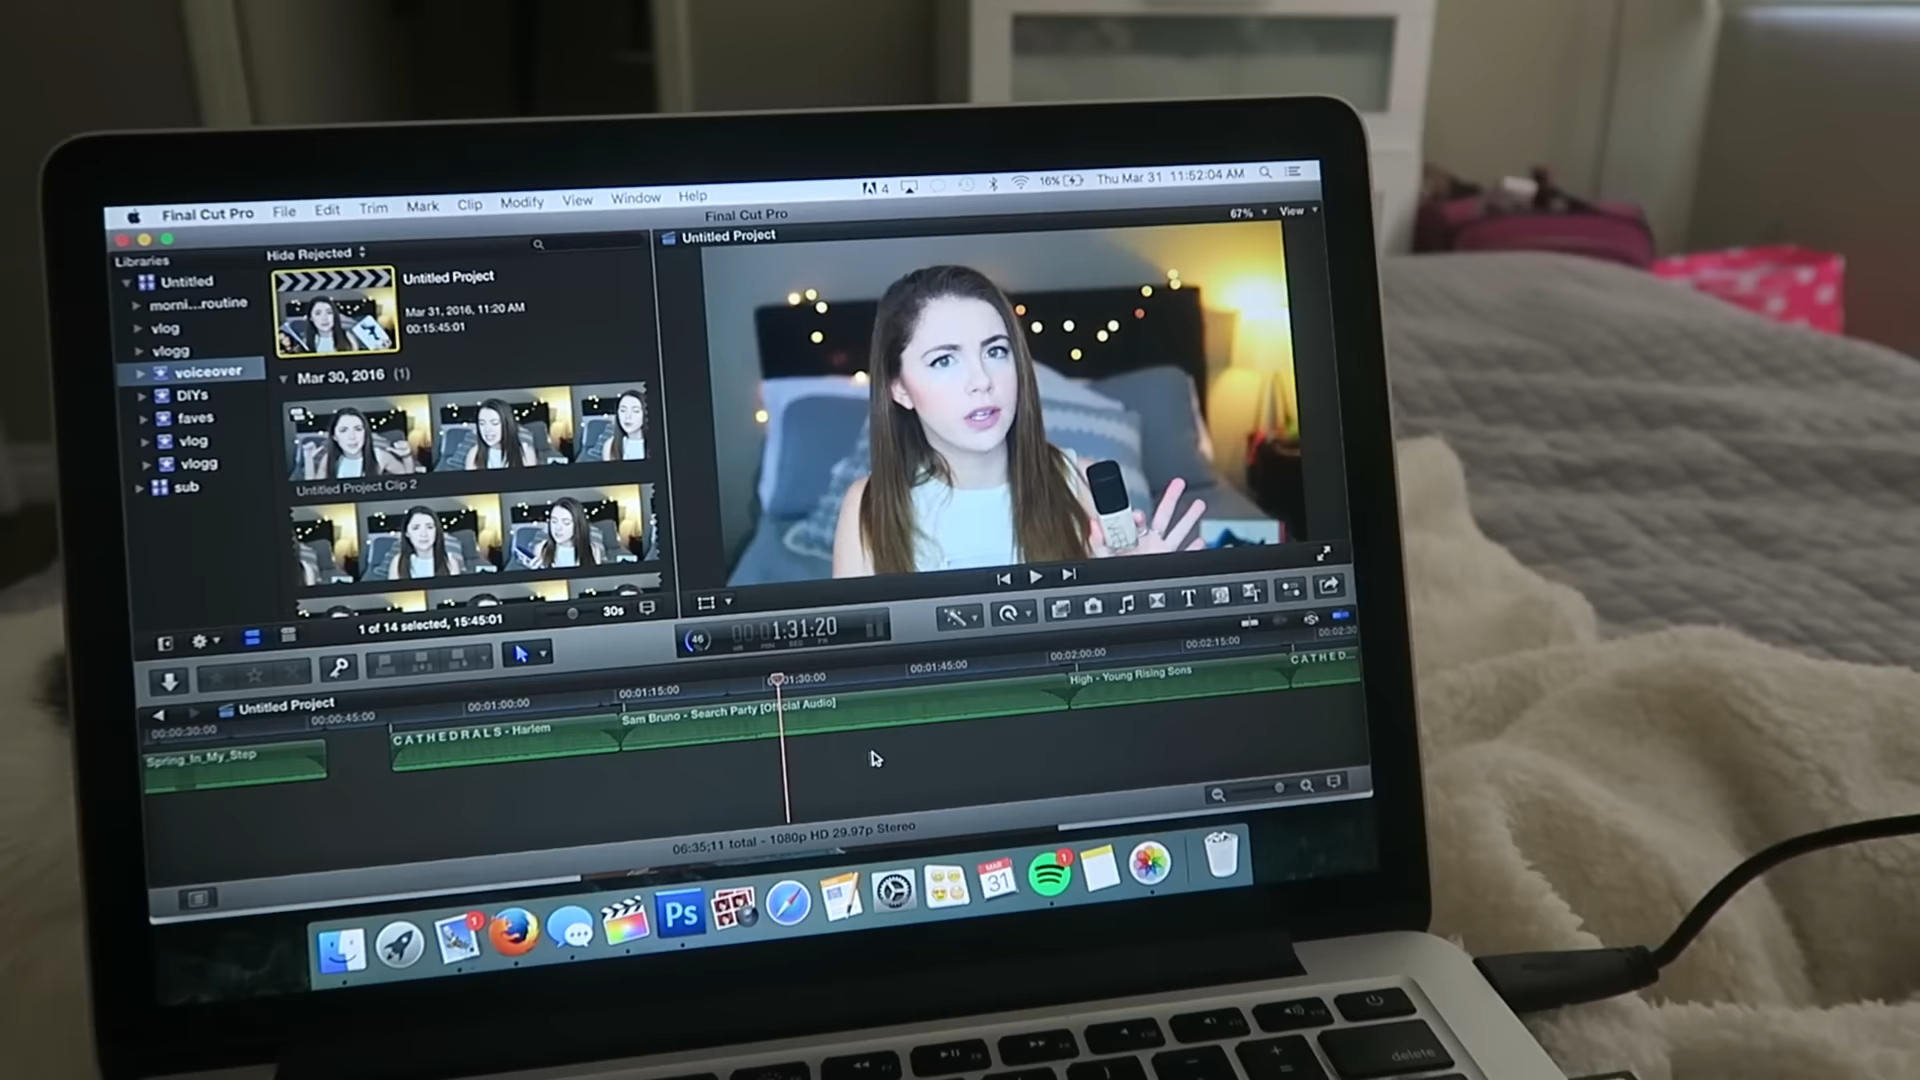 Final Cut Pro File Edit Trim Mark Clip Modify View Window Help 4 16% Thu Mar 31 11:52:04 AM
Final Cut Pro
Libraries
Hide Rejected
Untitled Project
67% View
Untitled
morni...routine
vlog
vlogg
voiceover
DIYs
faves
vlog
vlogg
sub
Untitled Project
Mar 31, 2016, 11:20 AM
00:15:45:01
Mar 30, 2016 (1)
Untitled Project Clip 2
30s
1 of 14 selected, 15:45:01
46
1:31:20
T
Untitled Project
00:00:30:00 00:00:45:00 00:01:00:00 00:01:15:00 00:01:30:00 00:01:45:00 00:02:00:00 00:02:15:00 00:02:30
Spring_In_My_Step
CATHEDRALS - Harlem
Sam Bruno - Search Party [Official Audio]
High - Young Rising Sons
CATHED...
06:35;11 total - 1080p HD 29.97p Stereo
1
Ps
MAR
31
1
delete